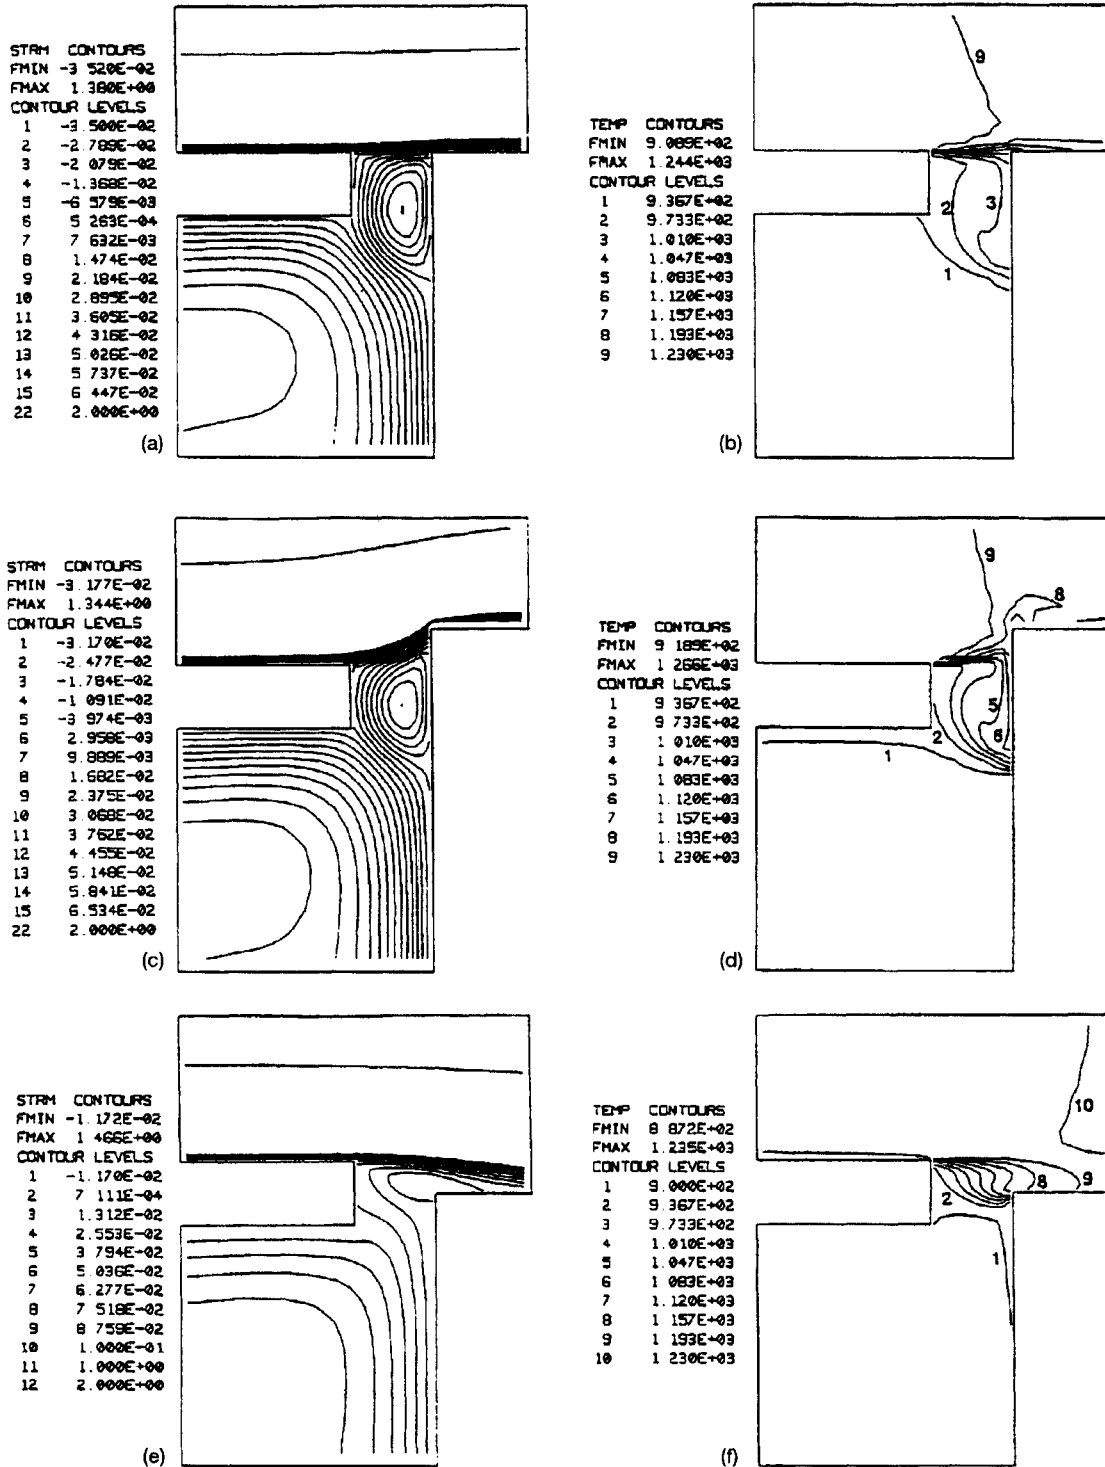 STRM CONTOURS
FMIN -3 520E-02
FMAX 1.380E+00
CONTOUR LEVELS
1 -3.500E-02
2 -2.789E-02
3 -2 079E-02
4 -1.368E-02
5 -6 579E-03
6 5 263E-04
7 7 632E-03
8 1.474E-02
9 2.184E-02
10 2.895E-02
11 3.605E-02
12 4 316E-02
13 5.026E-02
14 5 737E-02
15 6 447E-02
22 2.000E+00
(a)
TEMP CONTOURS
FMIN 9.089E+02
FMAX 1.244E+03
CONTOUR LEVELS
1 9.367E+02
2 9.733E+02
3 1.010E+03
4 1.047E+03
5 1.083E+03
6 1.120E+03
7 1.157E+03
8 1.193E+03
9 1.230E+03
9
3
2
1
(b)
STRM CONTOURS
FMIN -3.177E-02
FMAX 1.344E+00
CONTOUR LEVELS
1 -3.170E-02
2 -2.477E-02
3 -1.784E-02
4 -1 091E-02
5 -3 974E-03
6 2.958E-03
7 9.889E-03
8 1.682E-02
9 2.375E-02
10 3.068E-02
11 3 762E-02
12 4.455E-02
13 5.148E-02
14 5.841E-02
15 6.534E-02
22 2.000E+00
(c)
TEMP CONTOURS
FMIN 9 189E+02
FMAX 1 266E+03
CONTOUR LEVELS
1 9 367E+02
2 9 733E+02
3 1 010E+03
4 1 047E+03
5 1 083E+03
6 1.120E+03
7 1 157E+03
8 1.193E+03
9 1 230E+03
9
8
5
6
2
1
(d)
STRM CONTOURS
FMIN -1.172E-02
FMAX 1 466E+00
CONTOUR LEVELS
1 -1.170E-02
2 7 111E-04
3 1.312E-02
4 2.553E-02
5 3 794E-02
6 5 036E-02
7 6.277E-02
8 7 518E-02
9 8 759E-02
10 1.000E-01
11 1.000E+00
12 2.000E+00
(e)
TEMP CONTOURS
FMIN 8 872E+02
FMAX 1.235E+03
CONTOUR LEVELS
1 9.000E+02
2 9.367E+02
3 9.733E+02
4 1.010E+03
5 1.047E+03
6 1 083E+03
7 1.120E+03
8 1 157E+03
9 1 193E+03
10 1 230E+03
10
8
9
2
1
(f)